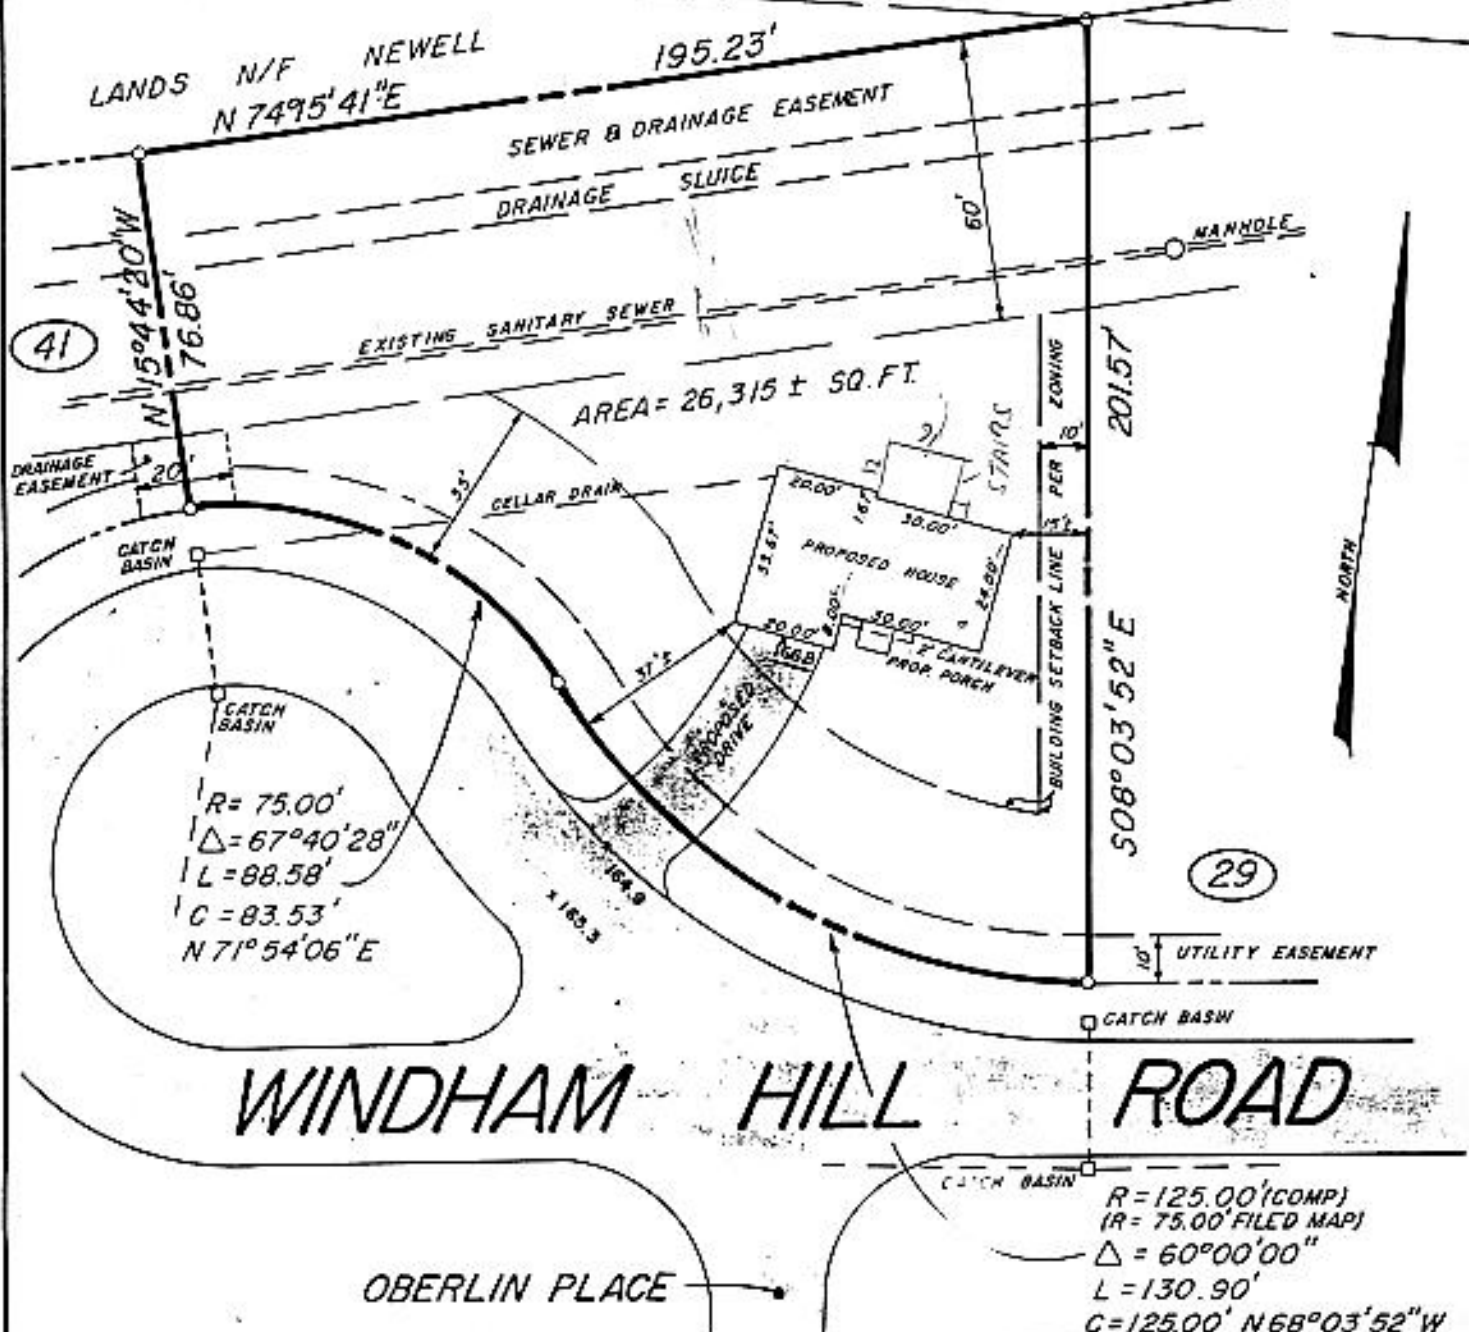 LANDS N/F NEWELL
195.23'
N 7495'41"E
SEWER & DRAINAGE EASEMENT
DRAINAGE SLUICE
60'
MANHOLE
N 15°44'20"W
76.86'
41
EXISTING SANITARY SEWER
AREA = 26,315 ± SQ. FT.
ZONING
PER
BUILDING SETBACK LINE
10'
201.57'
S08°03'52"E
NORTH
DRAINAGE
EASEMENT
20'
CELLAR DRAIN
STAIRS
12
20.00'
1.67'
30.00'
15'±
33.67'
PROPOSED HOUSE
24.00'
8.00'
20.00'
30.00'
2' CANTILEVER
PROP. PORCH
37'±
CATCH
BASIN
PROPOSED
DRIVE
CATCH
BASIN
R = 75.00'
Δ = 67°40'28"
L = 88.58'
C = 83.53'
N 71°54'06"E
164.9
x 165.3
29
10'
UTILITY EASEMENT
CATCH BASIN
WINDHAM HILL ROAD
CATCH BASIN
R = 125.00' (COMP)
(R = 75.00' FILED MAP)
Δ = 60°00'00"
L = 130.90'
C = 125.00' N 68°03'52"W
OBERLIN PLACE